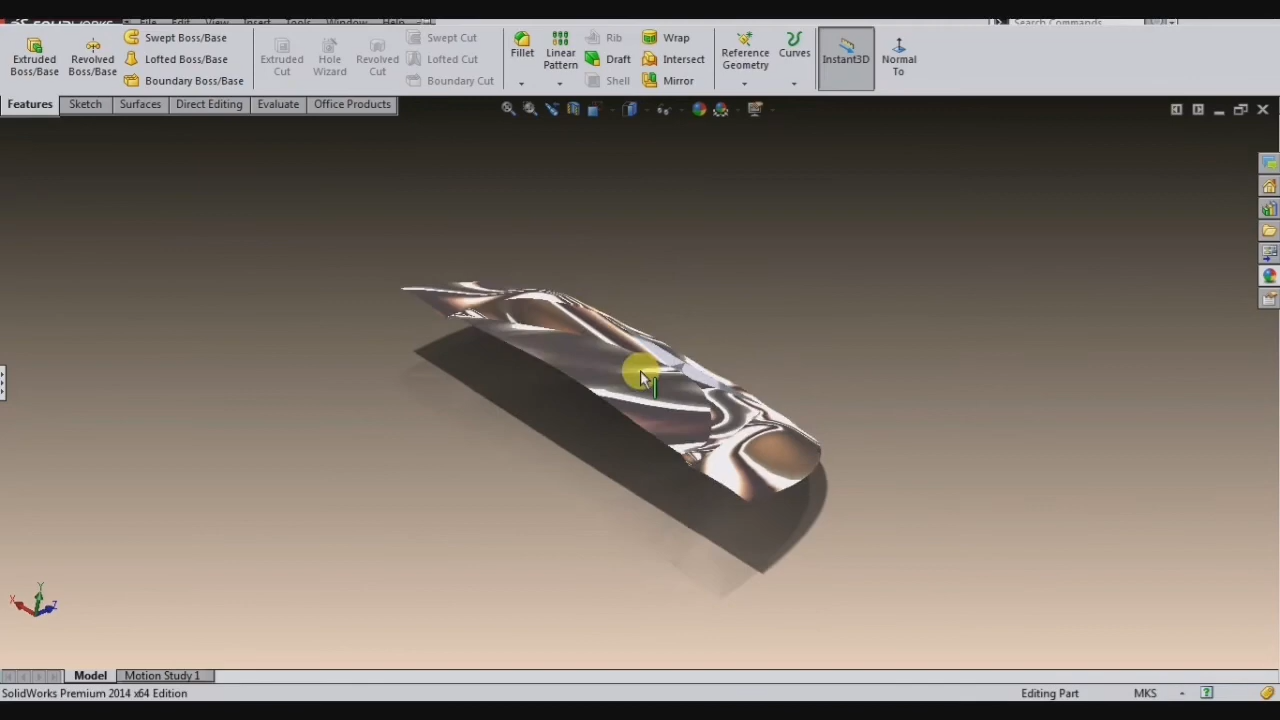 SOLIDWORKS File Edit View Insert Tools Window Help Search Commands
Extruded Boss/Base
Revolved Boss/Base
Swept Boss/Base
Lofted Boss/Base
Boundary Boss/Base
Extruded Cut
Hole Wizard
Revolved Cut
Swept Cut
Lofted Cut
Boundary Cut
Fillet
Linear Pattern
Rib
Draft
Shell
Wrap
Intersect
Mirror
Reference Geometry
Curves
Instant3D
Normal To
Features Sketch Surfaces Direct Editing Evaluate Office Products
Y
X Z
Model Motion Study 1
SolidWorks Premium 2014 x64 Edition Editing Part MKS - ?